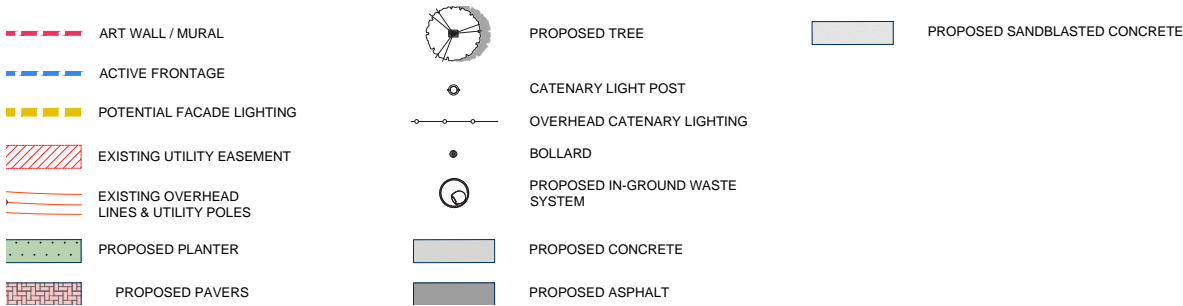 ART WALL / MURAL
ACTIVE FRONTAGE
POTENTIAL FACADE LIGHTING
EXISTING UTILITY EASEMENT
EXISTING OVERHEAD
LINES & UTILITY POLES
PROPOSED PLANTER
PROPOSED PAVERS
PROPOSED TREE
CATENARY LIGHT POST
OVERHEAD CATENARY LIGHTING
BOLLARD
PROPOSED IN-GROUND WASTE
SYSTEM
PROPOSED CONCRETE
PROPOSED ASPHALT
PROPOSED SANDBLASTED CONCRETE